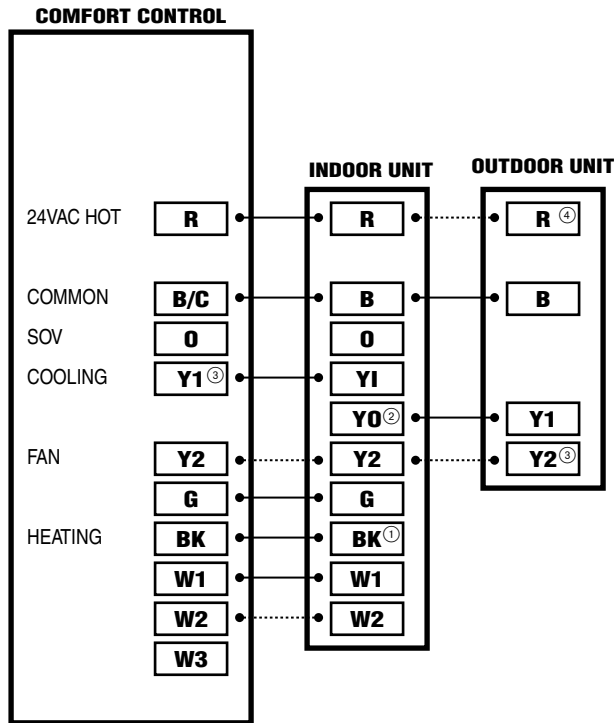 COMFORT CONTROL
INDOOR UNIT OUTDOOR UNIT
24VAC HOT R R R ④
COMMON B/C B B
SOV O O
COOLING Y1 ③ YI
YO ② Y1
FAN Y2 Y2 Y2 ③
G G
HEATING BK BK ①
W1 W1
W2 W2
W3